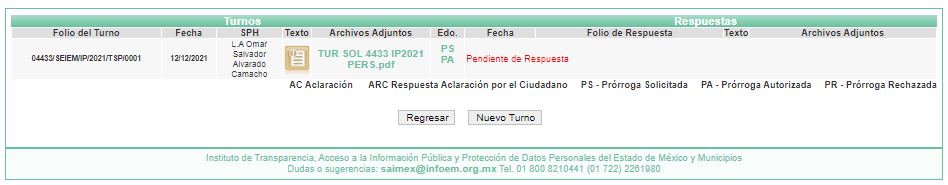 Turnos Respuestas
Folio del Turno Fecha SPH Texto Archivos Adjuntos Edo. Fecha Folio de Respuesta Texto Archivos Adjuntos
L.A Omar
Salvador
Alvarado
Camacho
04433/SEIEM/IP/2021/TSP/0001 12/12/2021
TUR SOL 4433 IP2021
PERS.pdf
PS
PA
Pendiente de Respuesta
AC Aclaración ARC Respuesta Aclaración por el Ciudadano PS - Prórroga Solicitada PA - Prórroga Autorizada PR - Prórroga Rechazada
Regresar Nuevo Turno
Instituto de Transparencia, Acceso a la Información Pública y Protección de Datos Personales del Estado de México y Municipios
Dudas o sugerencias: saimex@infoem.org.mx Tel. 01 800 8210441 (01 722) 2261980